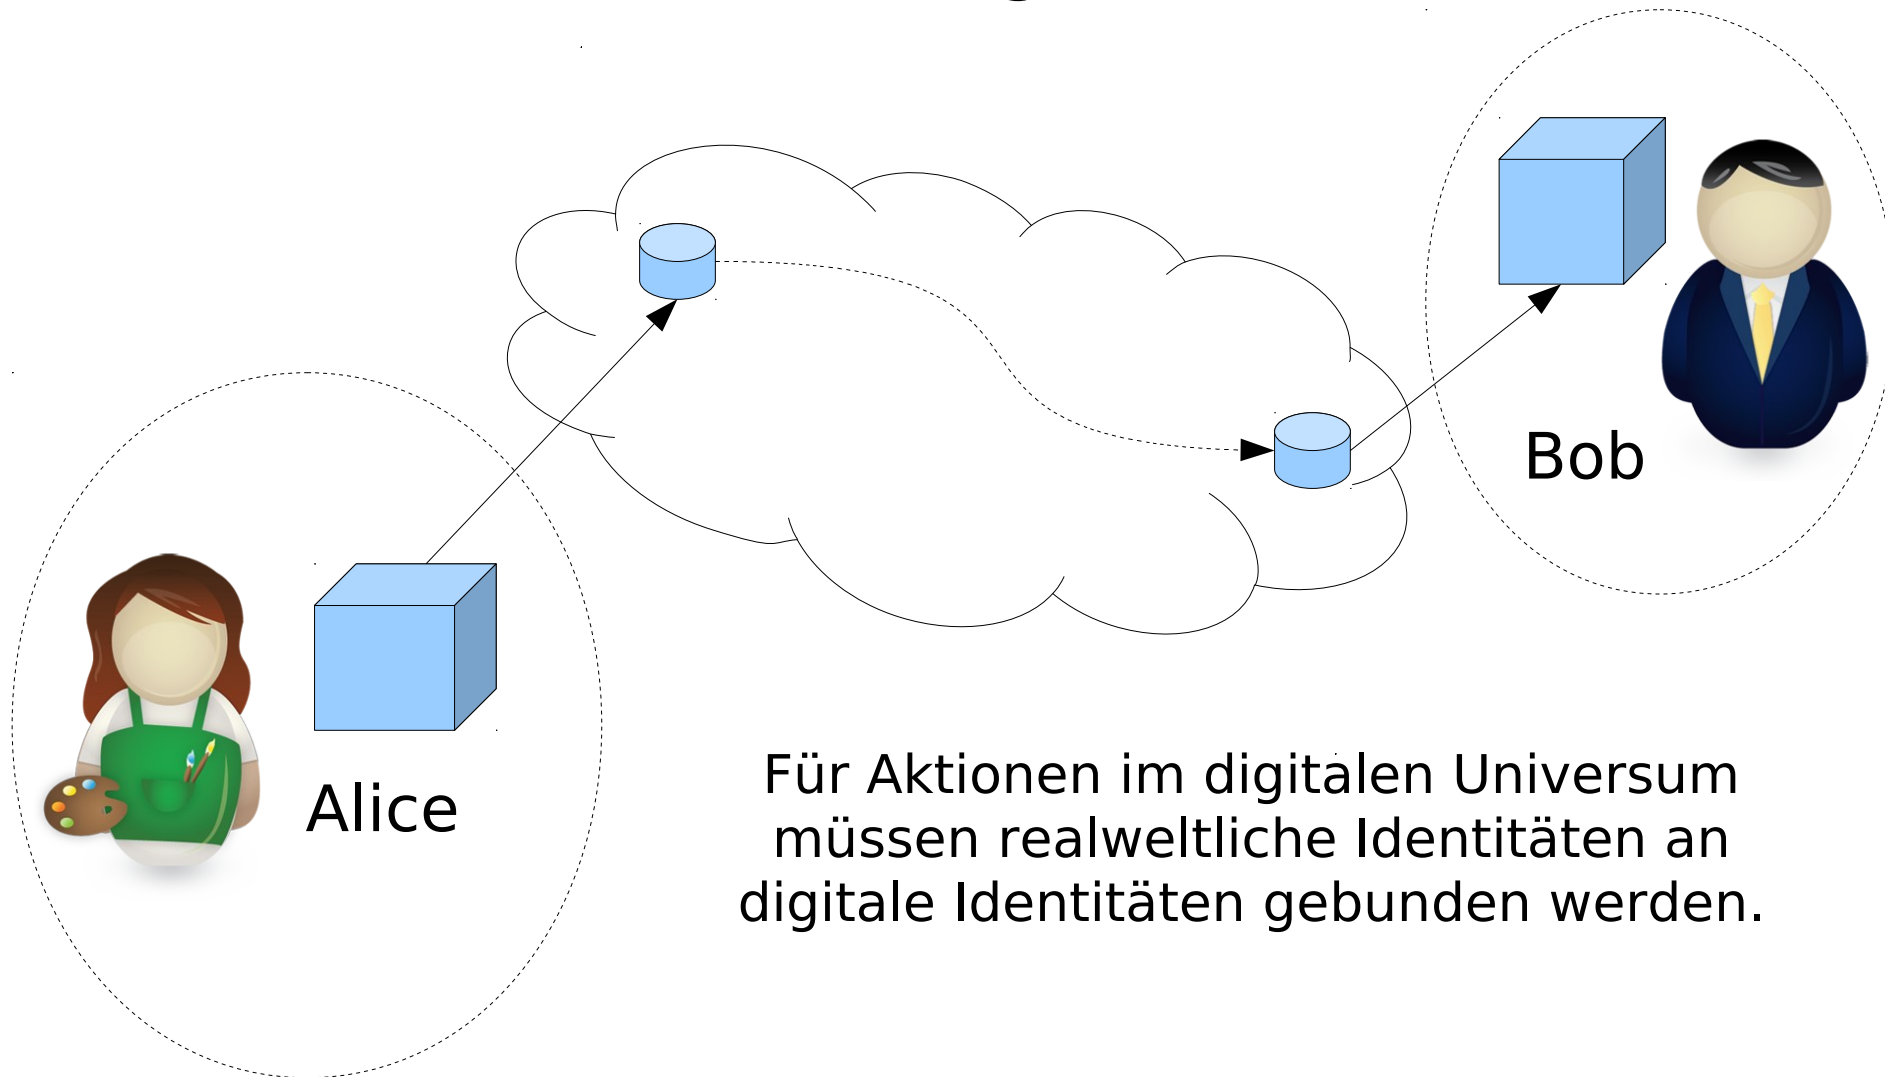 Bob
Alice
Für Aktionen im digitalen Universum
müssen realweltliche Identitäten an
digitale Identitäten gebunden werden.